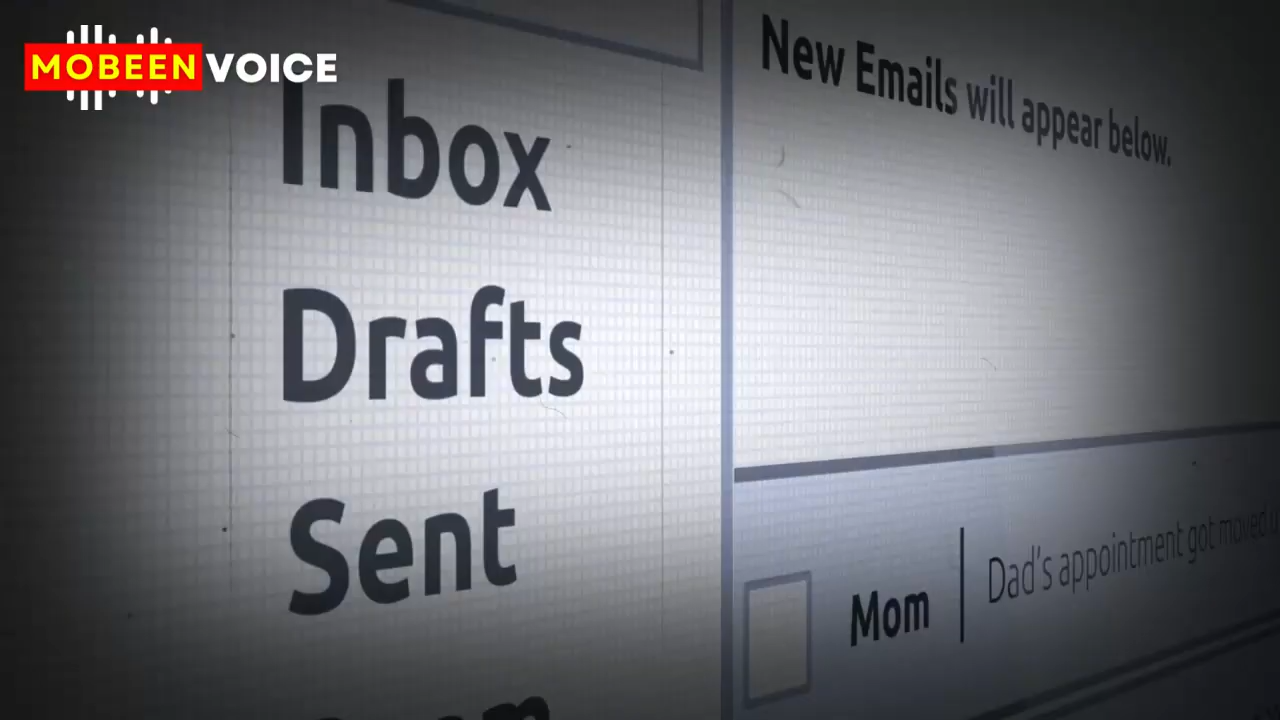 MOBEEN VOICE
Inbox
Drafts
Sent
New Emails will appear below.
Mom
Dad's appointment got moved